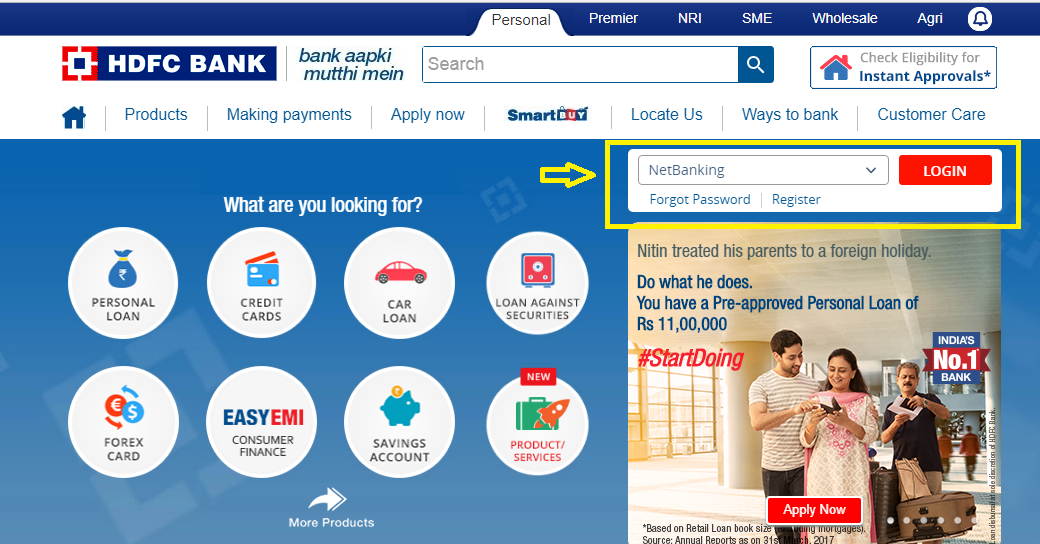 Personal
Premier
NRI
SME
Wholesale
Agri
HDFC BANK
bank aapki
mutthi mein
Search
Check Eligibility for
Instant Approvals*
Products
Making payments
Apply now
SmartBUY
Locate Us
Ways to bank
Customer Care
NetBanking
LOGIN
Forgot Password
Register
What are you looking for?
PERSONAL
LOAN
CREDIT
CARDS
CAR
LOAN
LOAN AGAINST
SECURITIES
FOREX
CARD
EASYEMI
CONSUMER
FINANCE
SAVINGS
ACCOUNT
NEW
PRODUCT/
SERVICES
More Products
Nitin treated his parents to a foreign holiday.
Do what he does.
You have a Pre-approved Personal Loan of
Rs 11,00,000
#StartDoing
INDIA'S
No.1
BANK
Apply Now
*Based on Retail Loan book size (excluding mortgages).
Source: Annual Reports as on 31st March, 2017
Loan disbursal at sole discretion of HDFC Bank.